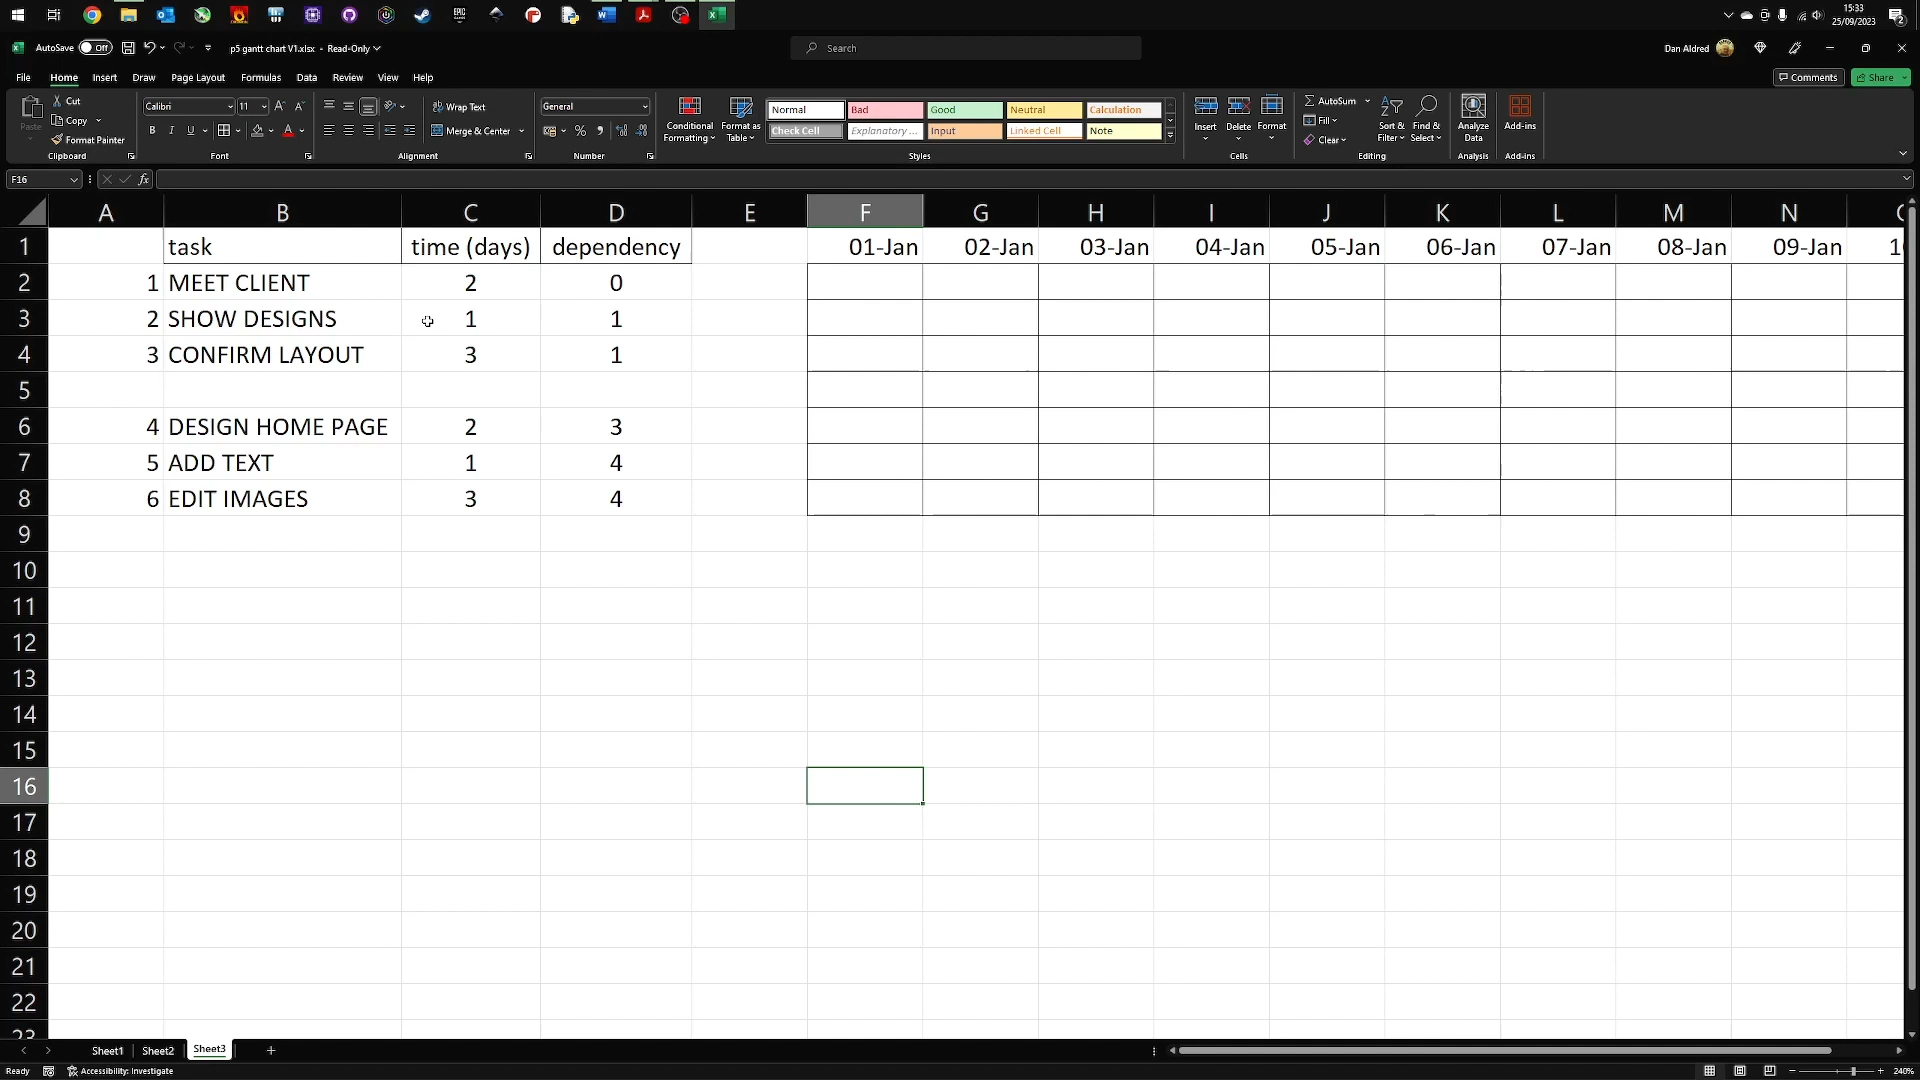 15:33
25/09/2023
AutoSave Off p5 gantt chart V1.xlsx - Read-Only Search Dan Aldred
File Home Insert Draw Page Layout Formulas Data Review View Help Comments Share
Paste Cut Copy Format Painter Clipboard
Calibri 11 B I U Font
Wrap Text Merge & Center Alignment
General Number
Conditional Formatting Format as Table
Normal Bad Good Neutral Calculation
Check Cell Explanatory ... Input Linked Cell Note
Styles
Insert Delete Format Cells
AutoSum Fill Clear Sort & Filter Find & Select Editing
Analyze Data Analysis
Add-ins Add-ins
F16 fx
A B C D E F G H I J K L M N
1 task time (days) dependency 01-Jan 02-Jan 03-Jan 04-Jan 05-Jan 06-Jan 07-Jan 08-Jan 09-Jan
2 1 MEET CLIENT 2 0
3 2 SHOW DESIGNS 1 1
4 3 CONFIRM LAYOUT 3 1
5
6 4 DESIGN HOME PAGE 2 3
7 5 ADD TEXT 1 4
8 6 EDIT IMAGES 3 4
9
10
11
12
13
14
15
16
17
18
19
20
21
22
23
Sheet1 Sheet2 Sheet3
Ready Accessibility: Investigate 240%